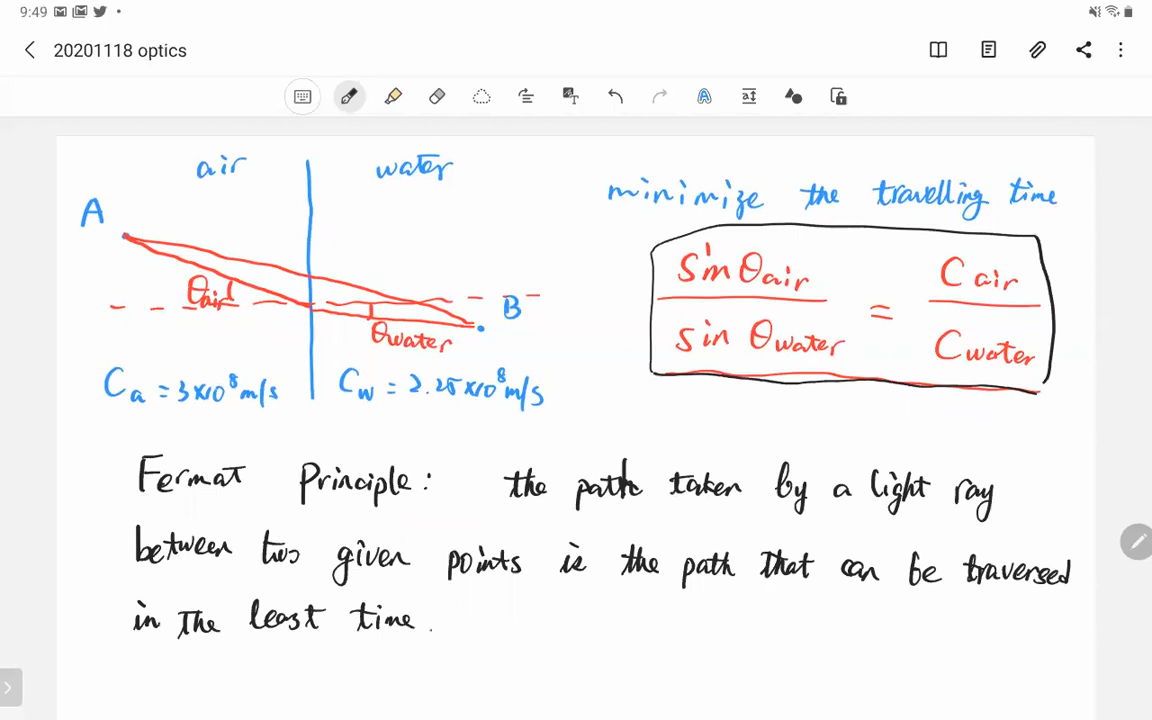 9:49
20201118 optics
air
water
A
minimize the travelling time
sin θair
sin θwater
=
C air
Cwater
θair
B
θwater
Ca = 3×10⁸ m/s
Cw = 2.25×10⁸ m/s
Fermat Principle: the path taken by a light ray
between two given points is the path that can be traversed
in the least time.